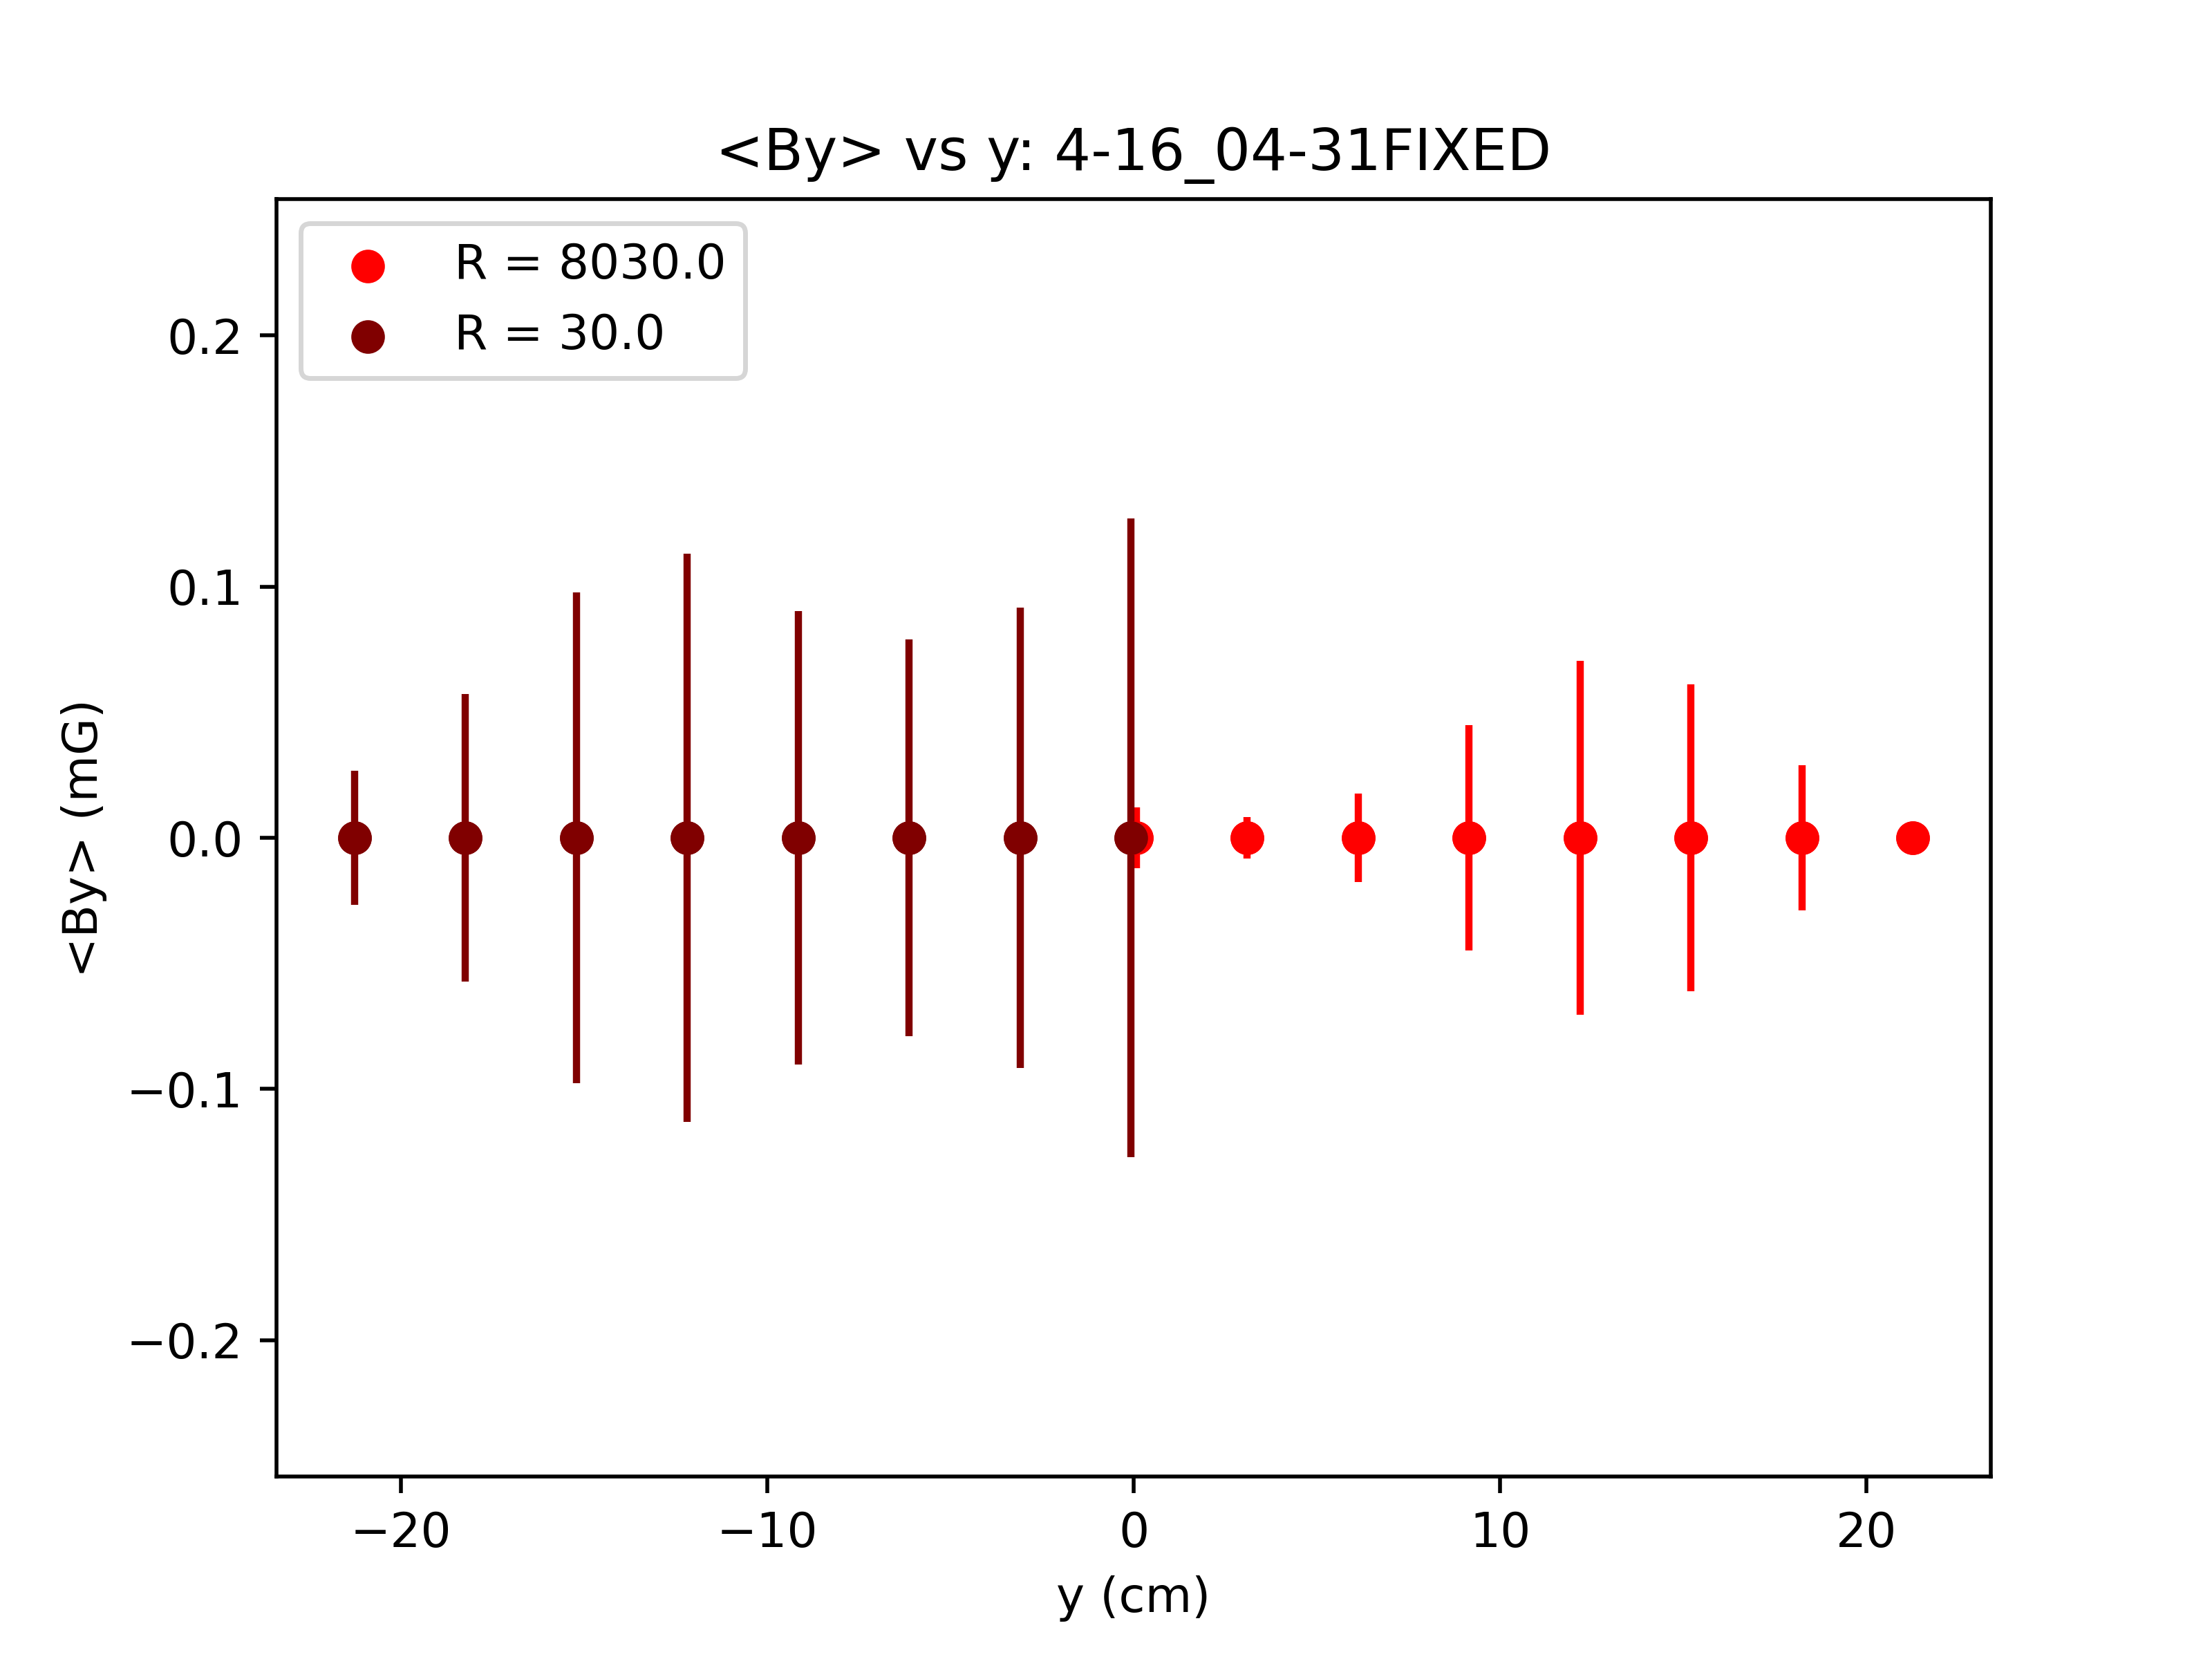 <By> vs y: 4-16_04-31FIXED
R = 8030.0
R = 30.0
0.2
0.1
0.0
−0.1
−0.2
<By> (mG)
−20
−10
0
10
20
y (cm)